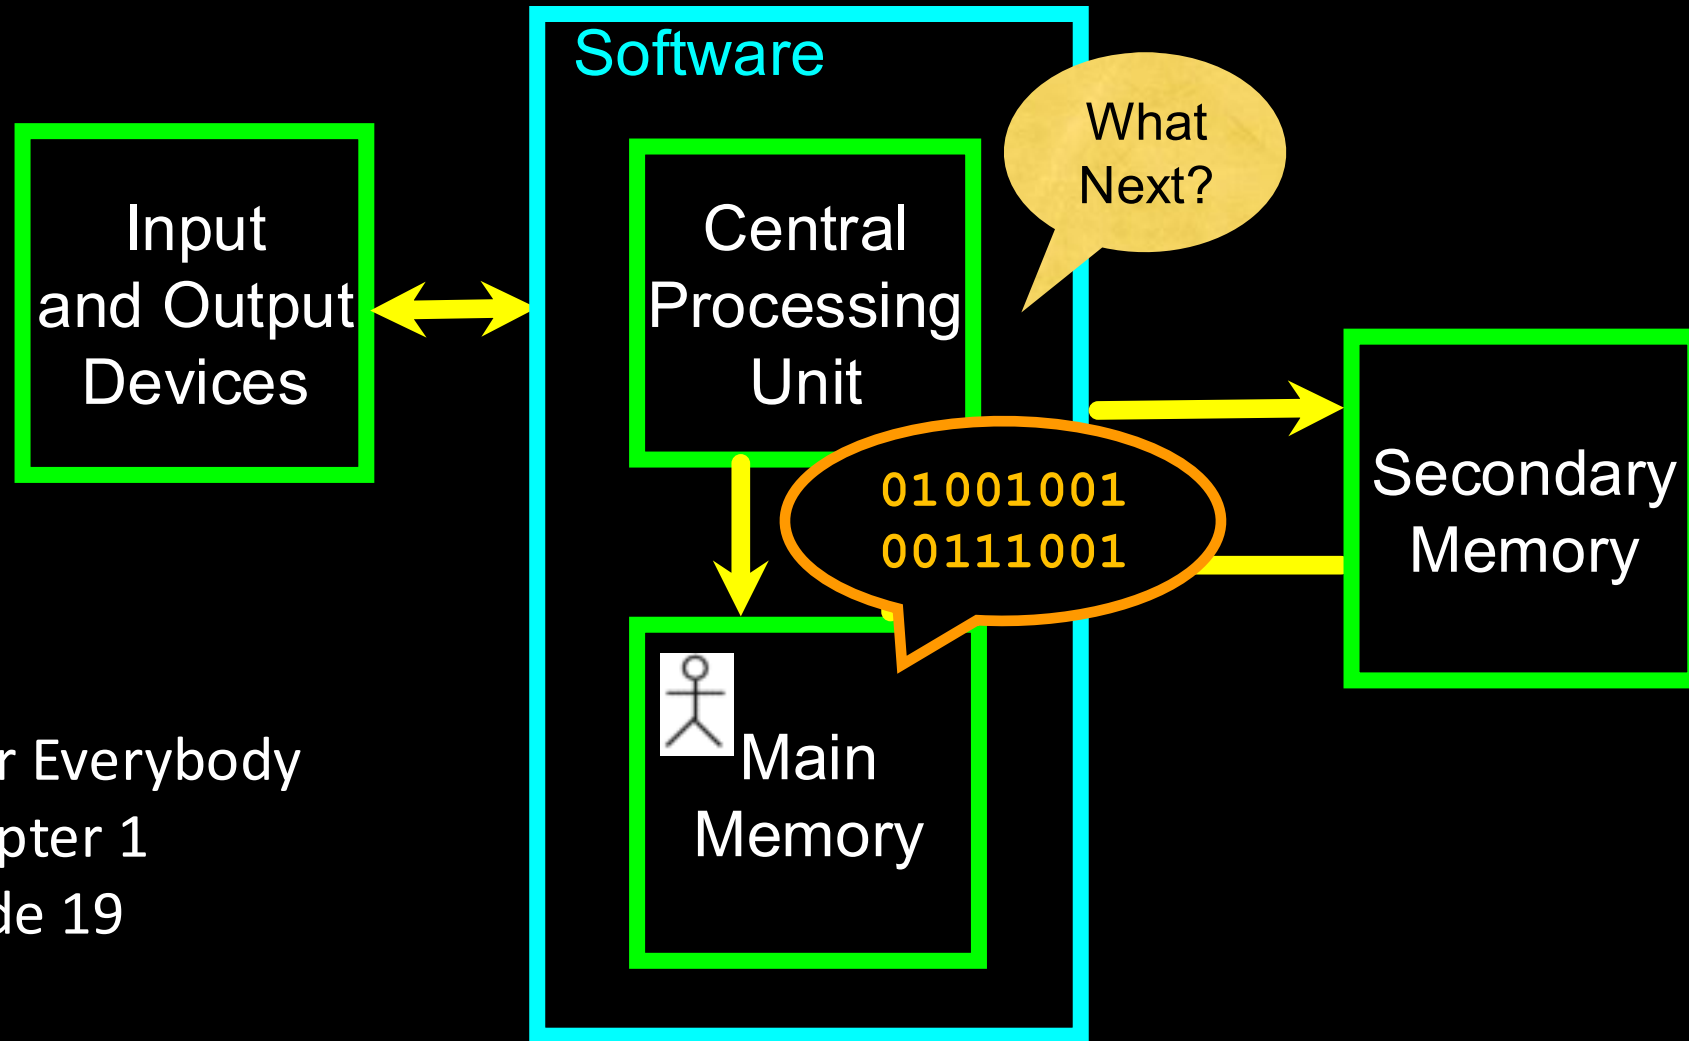 Software
What
Next?
Input
and Output
Devices
Central
Processing
Unit
01001001
00111001
Secondary
Memory
Main
Memory
r Everybody
pter 1
de 19